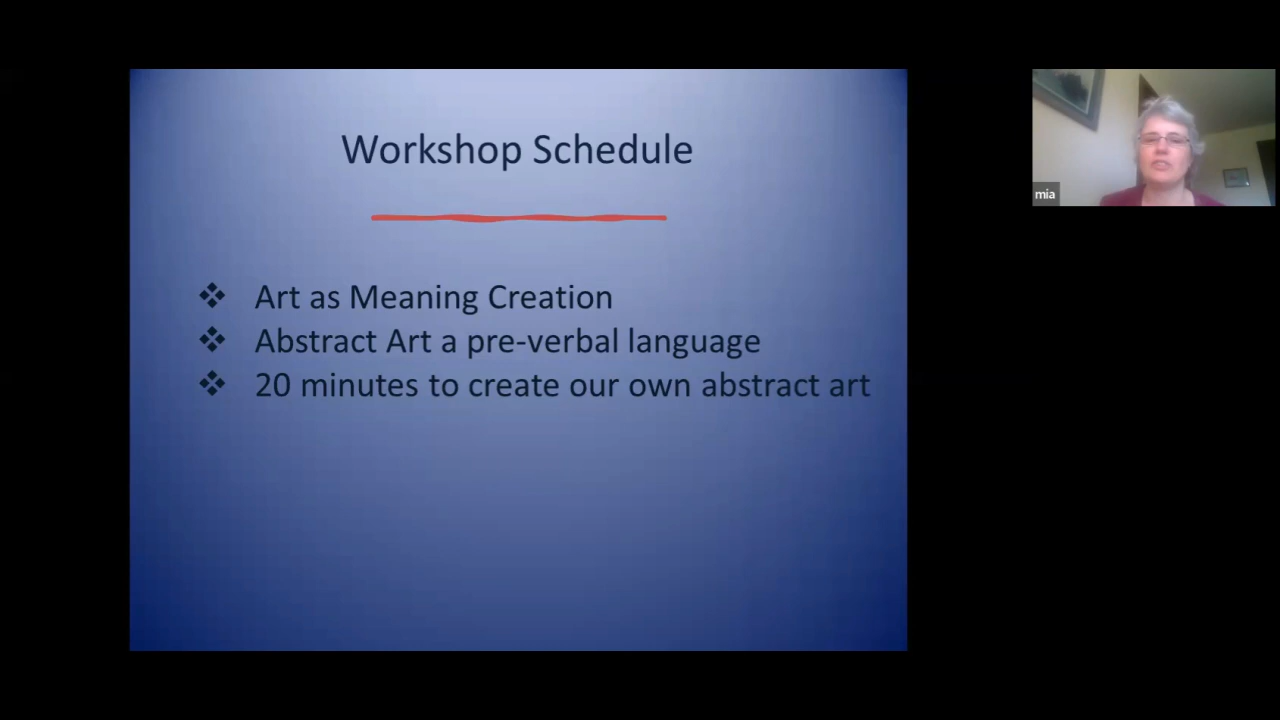 Workshop Schedule
❖ Art as Meaning Creation
❖ Abstract Art a pre-verbal language
❖ 20 minutes to create our own abstract art
mia